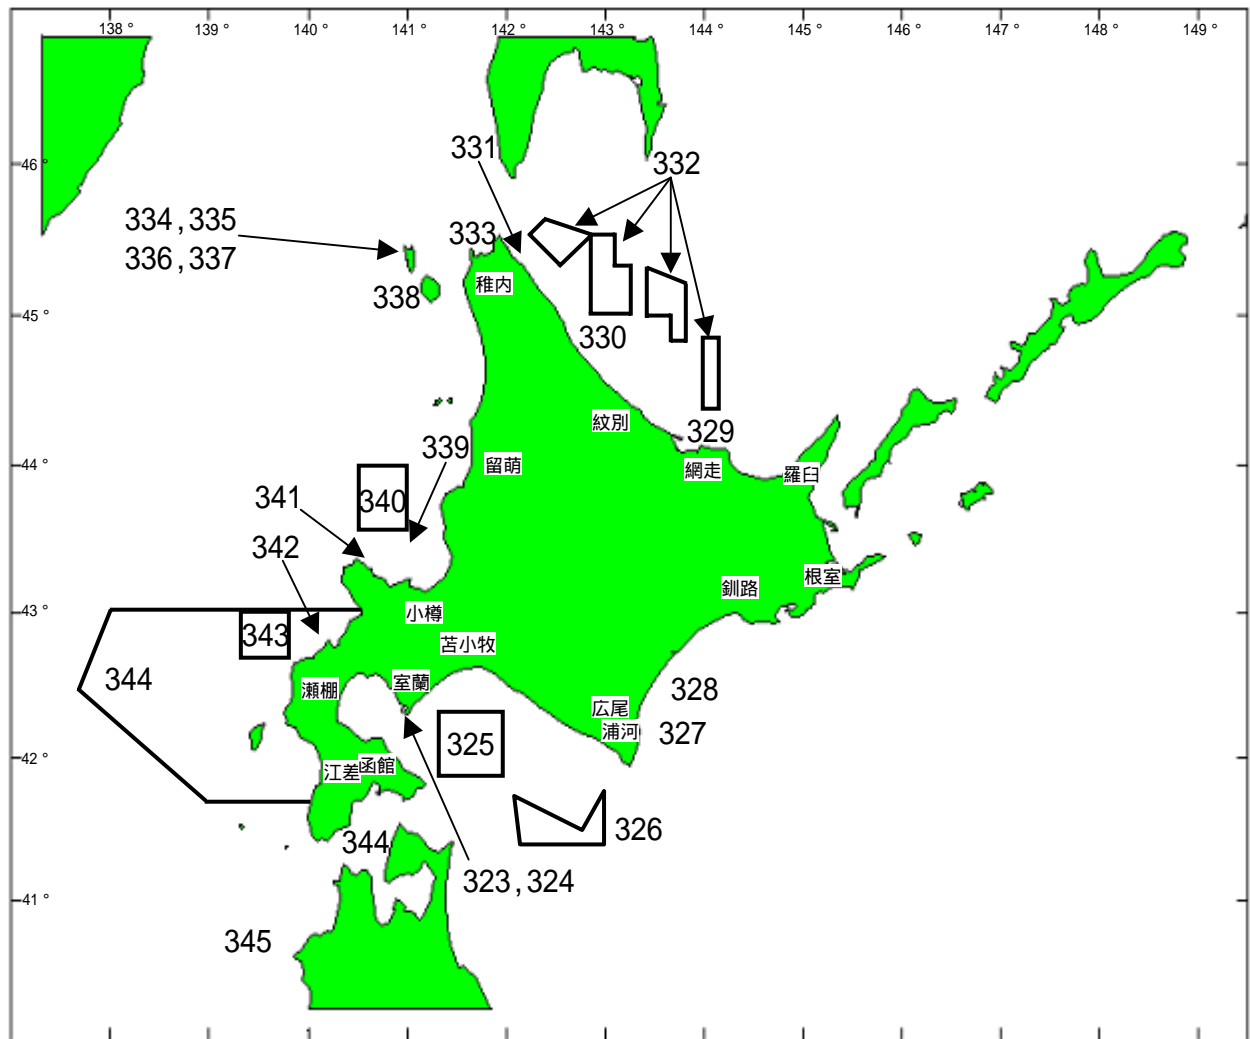 138 ° 139 ° 140 ° 141 ° 142 ° 143 ° 144 ° 145 ° 146 ° 147 ° 148 ° 149 °
331
46 °
332
334 , 335
333
336 , 337
稚内
338
45 °
330
紋別
329
339
44 °
留萌
網走
羅臼
341
340
342
根室
釧路
43 °
小樽
343
苫小牧
344
室蘭
瀬棚
328
広尾
浦河
327
325
42 °
江差
函館
326
344
323 , 324
41 °
345
1